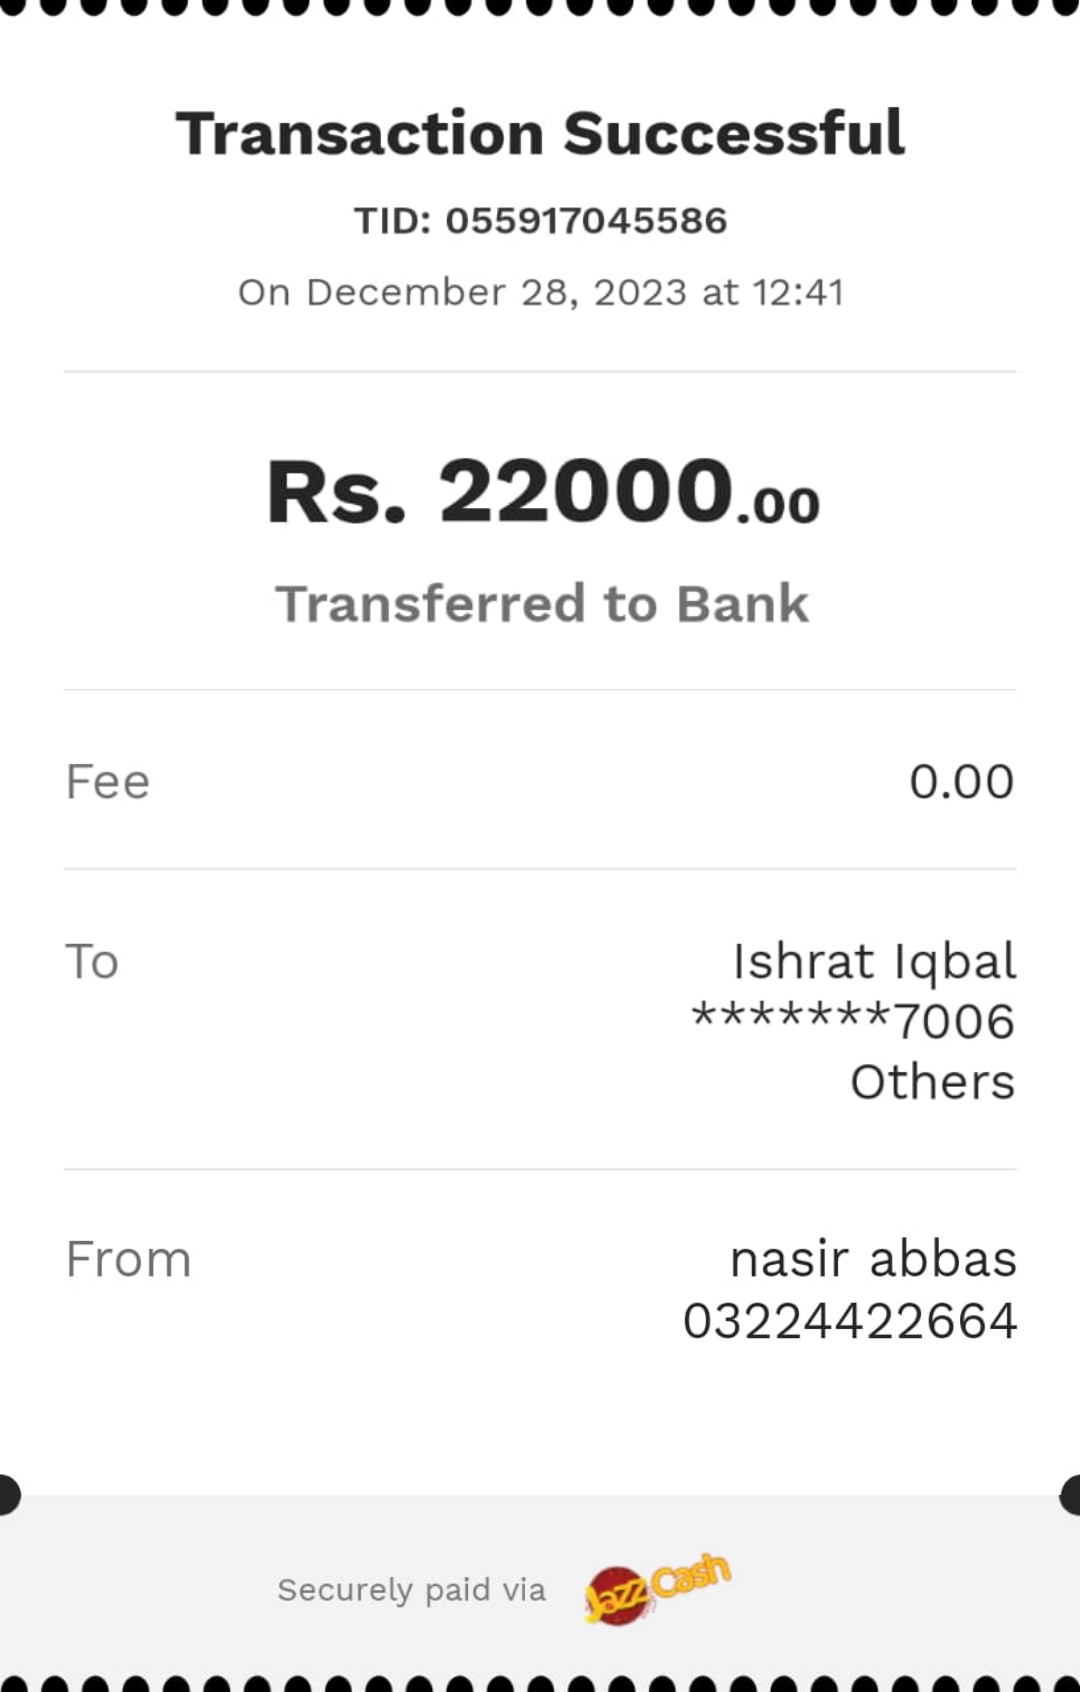 Transaction Successful
TID: 055917045586
On December 28, 2023 at 12:41
Rs. 22000.00
Transferred to Bank
Fee 0.00
To Ishrat Iqbal
*******7006
Others
From nasir abbas
03224422664
Securely paid via JazzCash